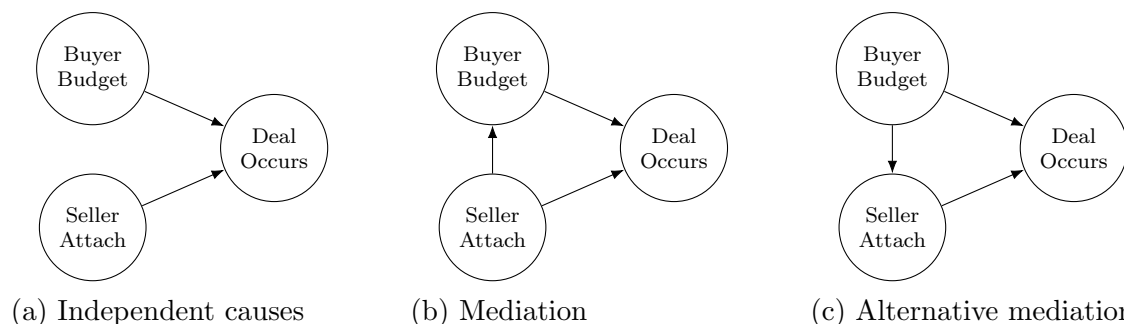 Buyer
Budget
Deal
Occurs
Seller
Attach
(a) Independent causes
Buyer
Budget
Deal
Occurs
Seller
Attach
(b) Mediation
Buyer
Budget
Deal
Occurs
Seller
Attach
(c) Alternative mediation